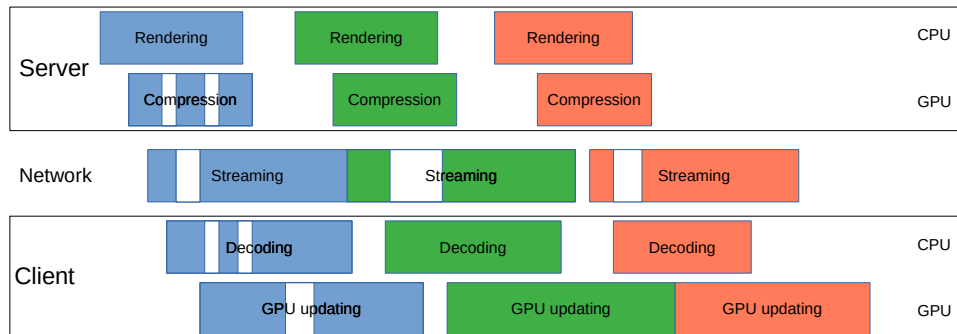 Rendering Rendering Rendering CPU
Server
Compression Compression Compression GPU
Network Streaming Streaming Streaming
Decoding Decoding Decoding CPU
Client
GPU updating GPU updating GPU updating GPU